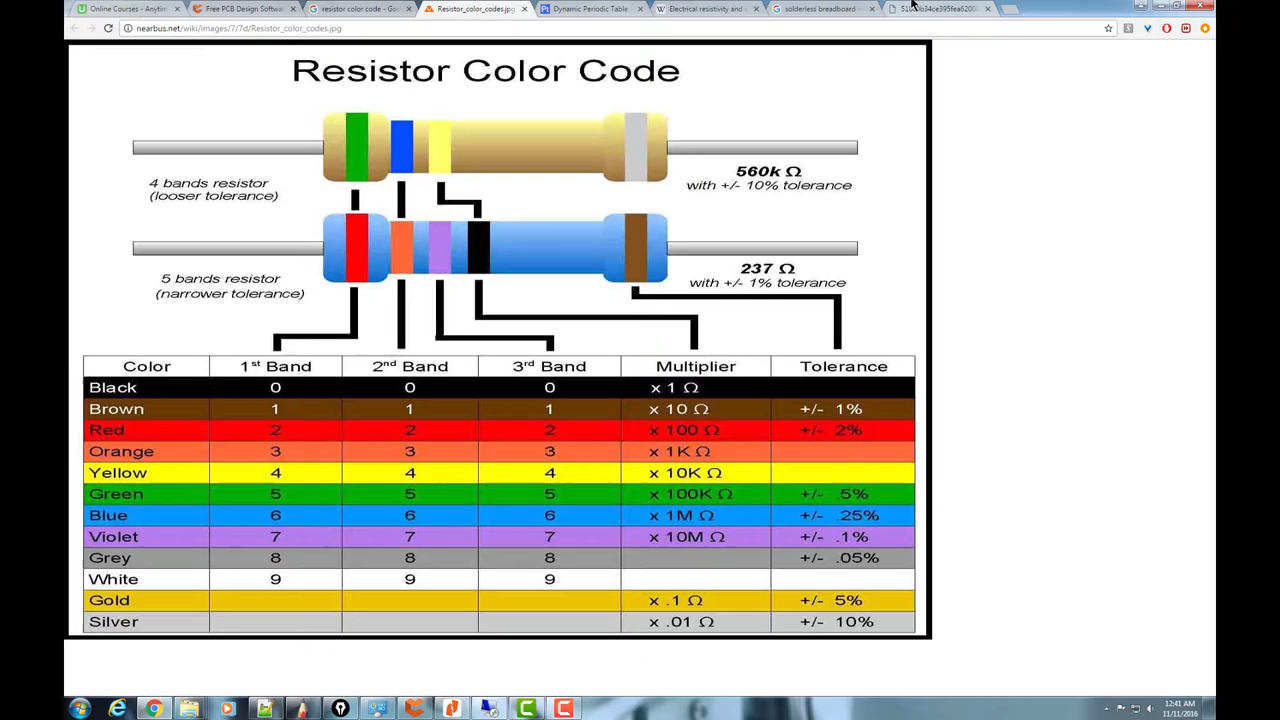 Online Courses - Anytim
Free PCB Design Softwa
resistor color code - Goo
Resistor_color_codes.jpg
Dynamic Periodic Table
Electrical resistivity and
solderless breadboard -
nearbus.net/wiki/images/7/7d/Resistor_color_codes.jpg
Resistor Color Code
4 bands resistor
(looser tolerance)
560k Ω
with +/- 10% tolerance
5 bands resistor
(narrower tolerance)
237 Ω
with +/- 1% tolerance
Color 1st Band 2nd Band 3rd Band Multiplier Tolerance
Black 0 0 0 x 1 Ω
Brown 1 1 1 x 10 Ω +/- 1%
Red 2 2 2 x 100 Ω +/- 2%
Orange 3 3 3 x 1K Ω
Yellow 4 4 4 x 10K Ω
Green 5 5 5 x 100K Ω +/- .5%
Blue 6 6 6 x 1M Ω +/- .25%
Violet 7 7 7 x 10M Ω +/- .1%
Grey 8 8 8 +/- .05%
White 9 9 9
Gold x .1 Ω +/- 5%
Silver x .01 Ω +/- 10%
12:41 AM
11/11/2016